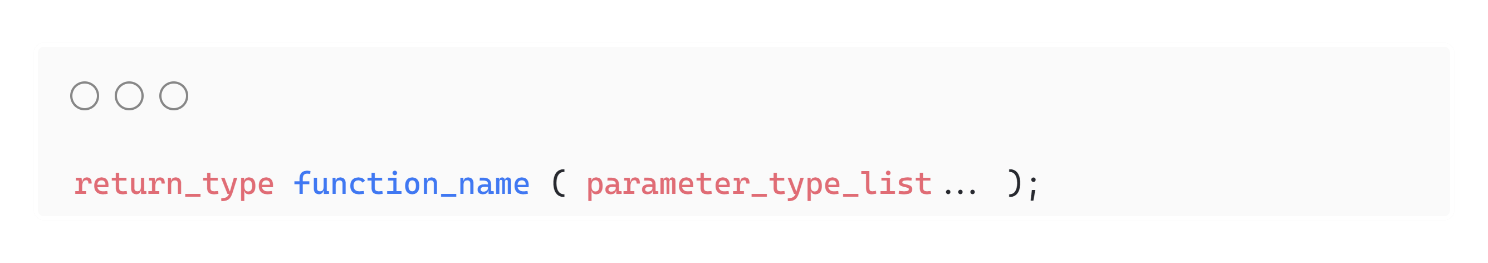 return_type function_name ( parameter_type_list... );